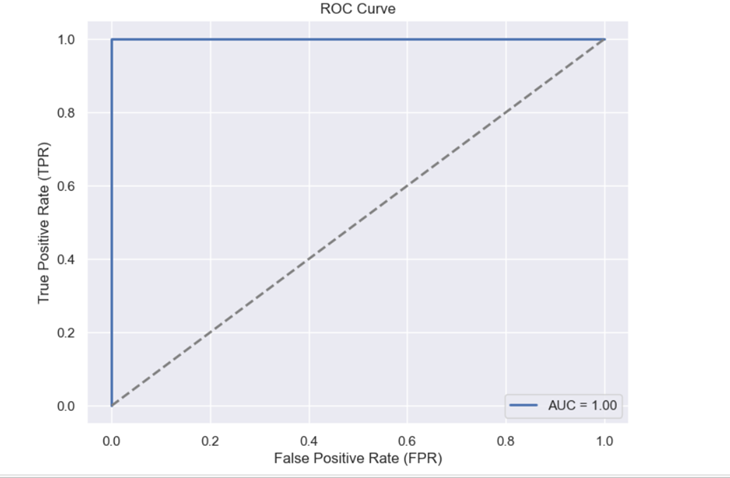 ROC Curve
1.0
0.8
0.6
0.4
0.2
0.0
True Positive Rate (TPR)
AUC = 1.00
0.0 0.2 0.4 0.6 0.8 1.0
False Positive Rate (FPR)